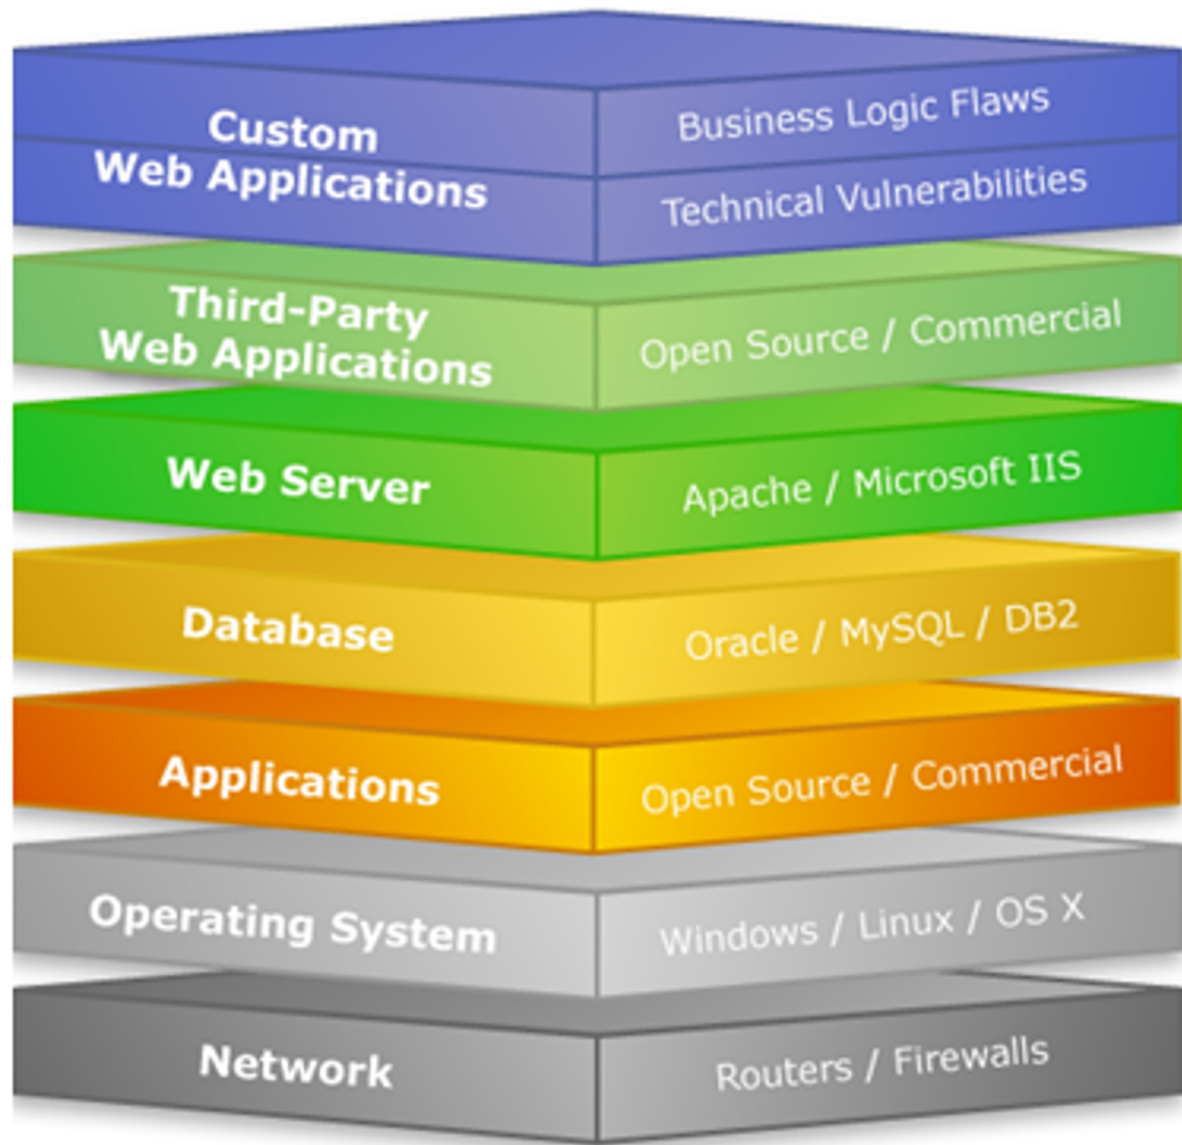 Custom
Web Applications
Business Logic Flaws
Technical Vulnerabilities
Third-Party
Web Applications
Open Source / Commercial
Web Server
Apache / Microsoft IIS
Database
Oracle / MySQL / DB2
Applications
Open Source / Commercial
Operating System
Windows / Linux / OS X
Network
Routers / Firewalls